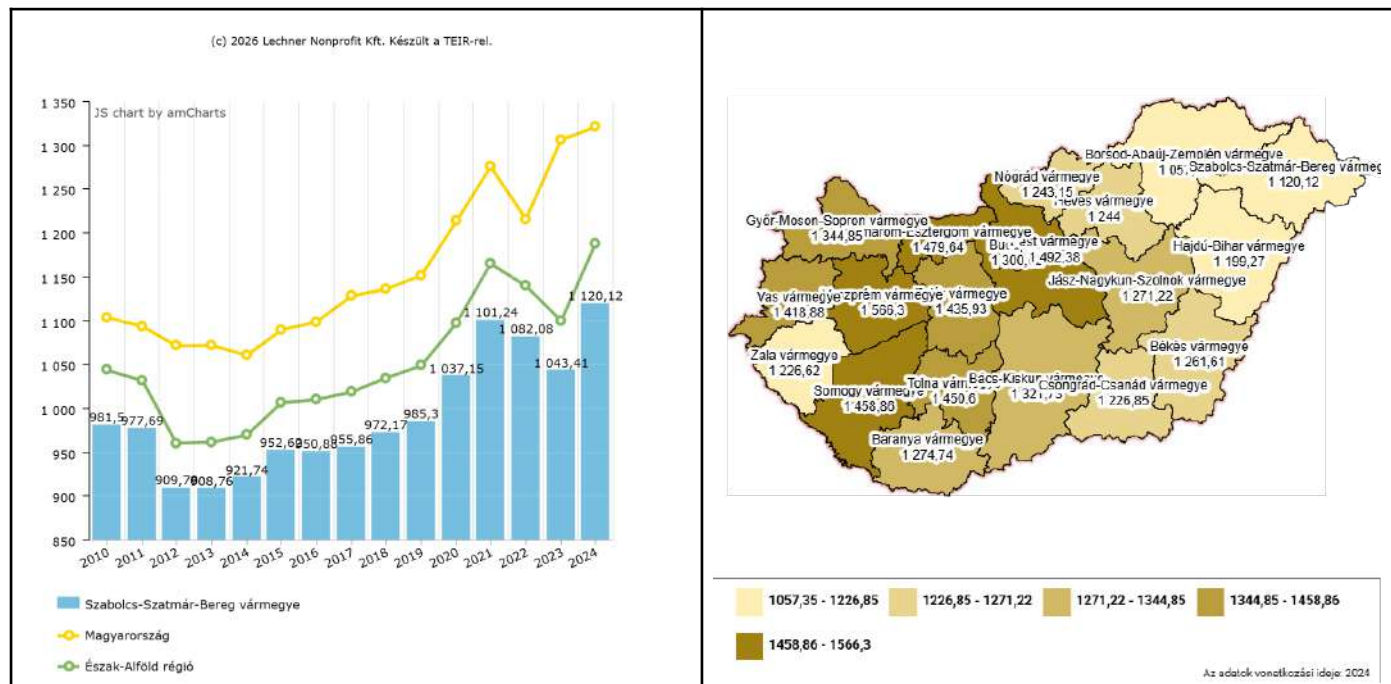 (c) 2026 Lechner Nonprofit Kft. Készült a TEIR-rel.
JS chart by amCharts
1 350
1 300
1 250
1 200
1 150
1 100
1 050
1 000
950
900
850
981,5
977,69
908,76
921,74
955,86
972,17
985,3
1 037,15
1 101,24
1 082,08
1 043,41
1 120,12
2010 2011 2012 2013 2014 2015 2016 2017 2018 2019 2020 2021 2022 2023 2024
Szabolcs-Szatmár-Bereg vármegye
Magyarország
Észak-Alföld régió
Borsod-Abaúj-Zemplén vármegye
Szabolcs-Szatmár-Bereg
1 120,12
Nógrád vármegye
1 243,15
Heves vármegye
1 244
Győr-Moson-Sopron vármegye
1 344,85
vármegye
1 479,64
vármegye
1 492,38
Hajdú-Bihar vármegye
1 199,27
Jász-Nagykun-Szolnok vármegye
1 271,22
Vas vármegye
1 418,88
vármegye
1 566,3
vármegye
1 435,93
Zala vármegye
1 226,62
Békés vármegye
1 261,61
Somogy vármegye
1 458,86
Tolna
1 450,6
Bács-Kiskun
Csongrád-Csanád vármegye
1 226,85
Baranya vármegye
1 274,74
1057,35 - 1226,85
1226,85 - 1271,22
1271,22 - 1344,85
1344,85 - 1458,86
1458,86 - 1566,3
Az adatok vonatkozási ideje: 2024